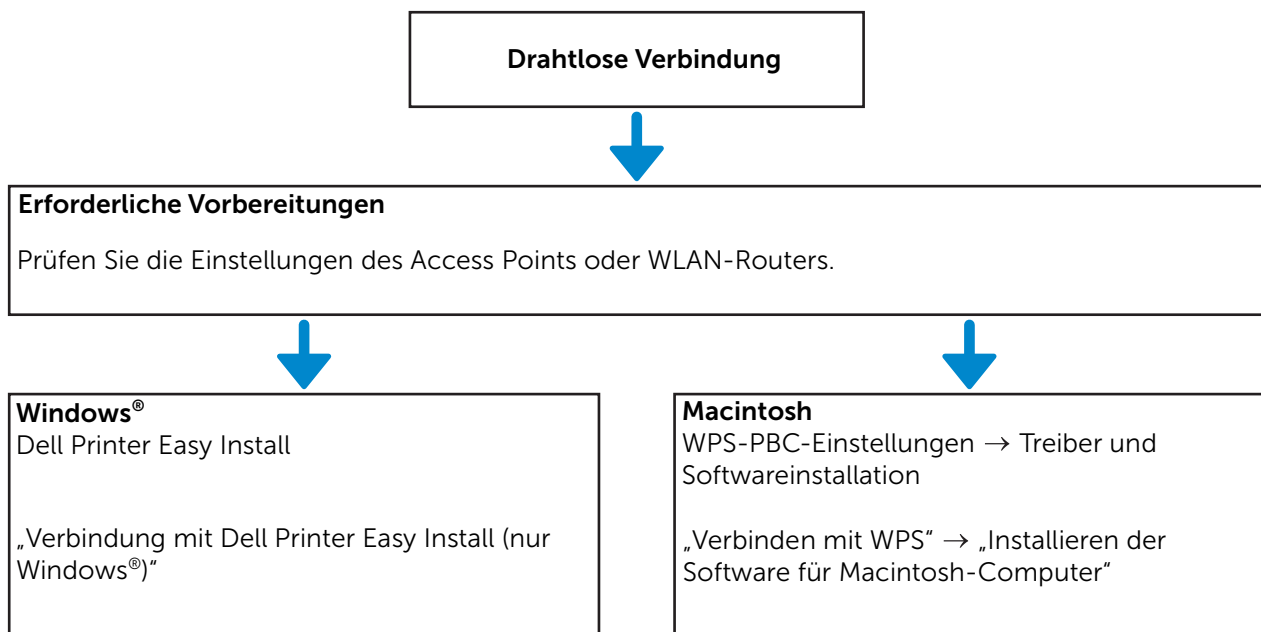 Drahtlose Verbindung
Erforderliche Vorbereitungen
Prüfen Sie die Einstellungen des Access Points oder WLAN-Routers.
Windows®
Dell Printer Easy Install
„Verbindung mit Dell Printer Easy Install (nur
Windows®)“
Macintosh
WPS-PBC-Einstellungen → Treiber und
Softwareinstallation
„Verbinden mit WPS“ → „Installieren der
Software für Macintosh-Computer“